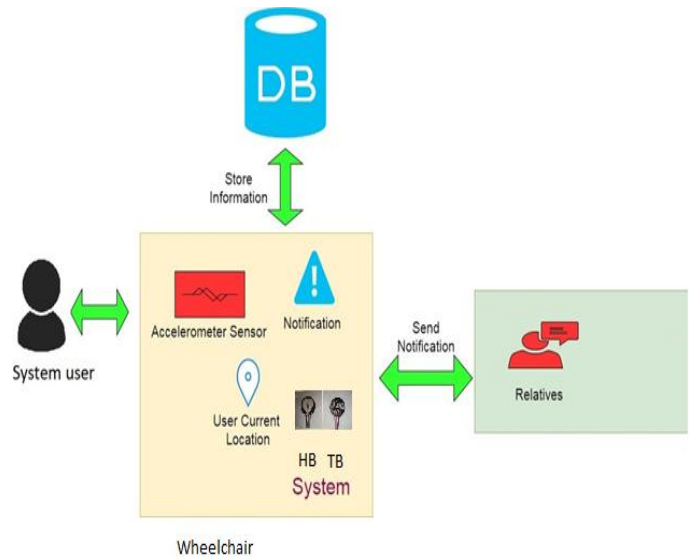 DB
Store
Information
System user
Accelerometer Sensor
Notification
User Current
Location
HB TB
System
Send
Notification
Relatives
Wheelchair